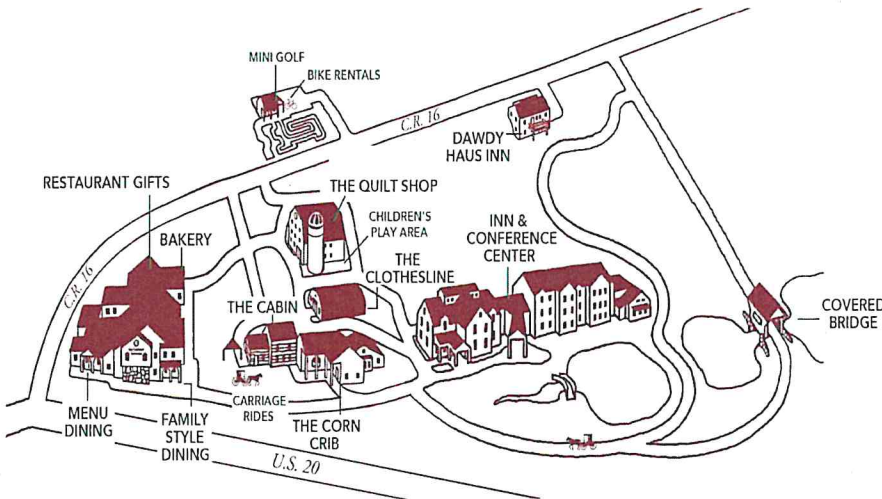 MINI GOLF
BIKE RENTALS
C.R. 16
DAWDY
HAUS INN
RESTAURANT GIFTS
THE QUILT SHOP
BAKERY
CHILDREN'S
PLAY AREA
INN &
CONFERENCE
CENTER
THE
CLOTHESLINE
C.R. 16
THE CABIN
COVERED
BRIDGE
CARRIAGE
RIDES
MENU
DINING
FAMILY
STYLE
DINING
THE CORN
CRIB
U.S. 20